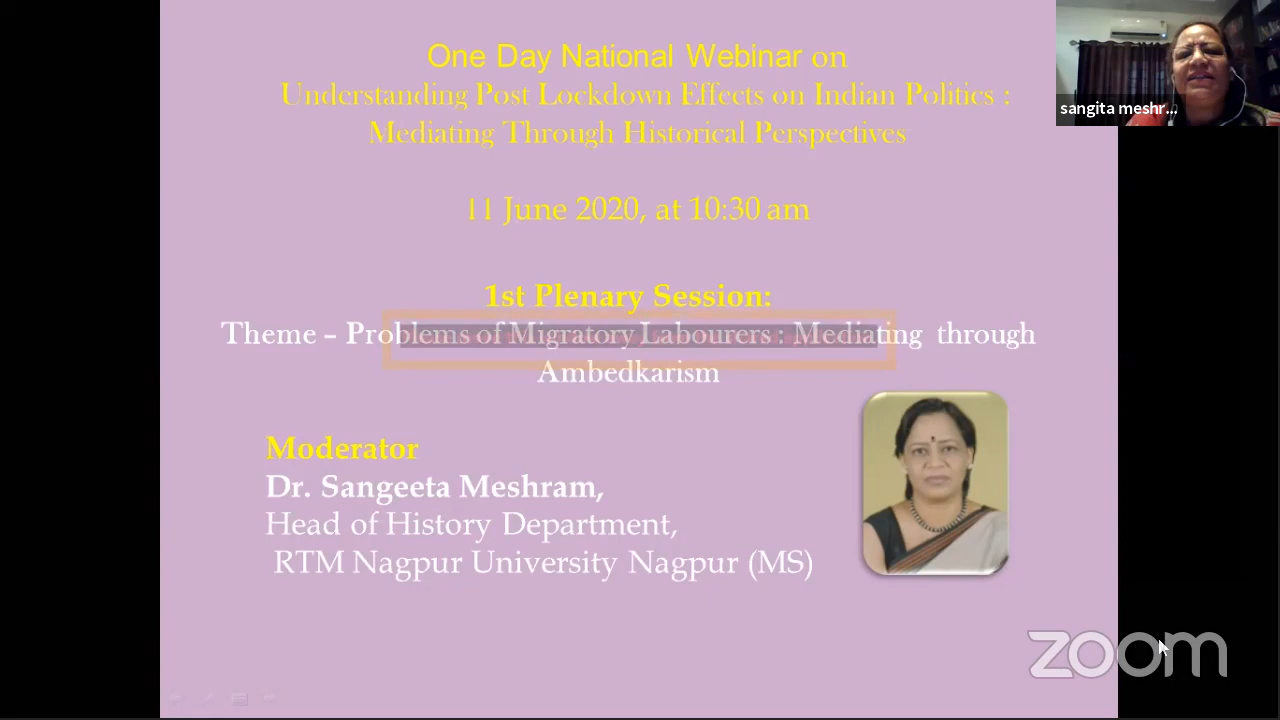 One Day National Webinar on
Understanding Post Lockdown Effects on Indian Politics :
Mediating Through Historical Perspectives
11 June 2020, at 10:30 am
1st Plenary Session:
Theme – Problems of Migratory Labourers : Mediating through
Ambedkarism
Moderator
Dr. Sangeeta Meshram,
Head of History Department,
RTM Nagpur University Nagpur (MS)
sangita meshr...
zoom